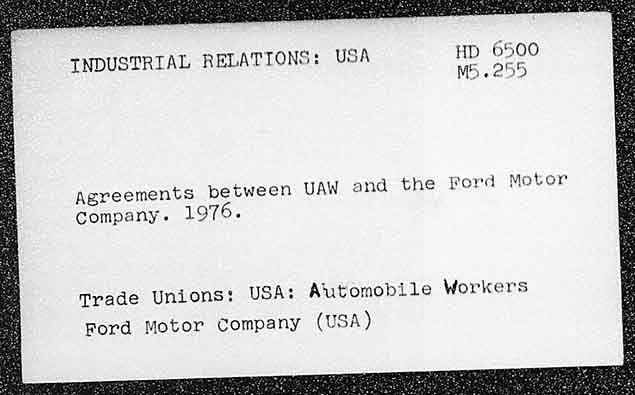 INDUSTRIAL RELATIONS: USA
HD 6500
M5.255
Agreements between UAW and the Ford Motor
Company. 1976.
Trade Unions: USA: Automobile Workers
Ford Motor Company (USA)